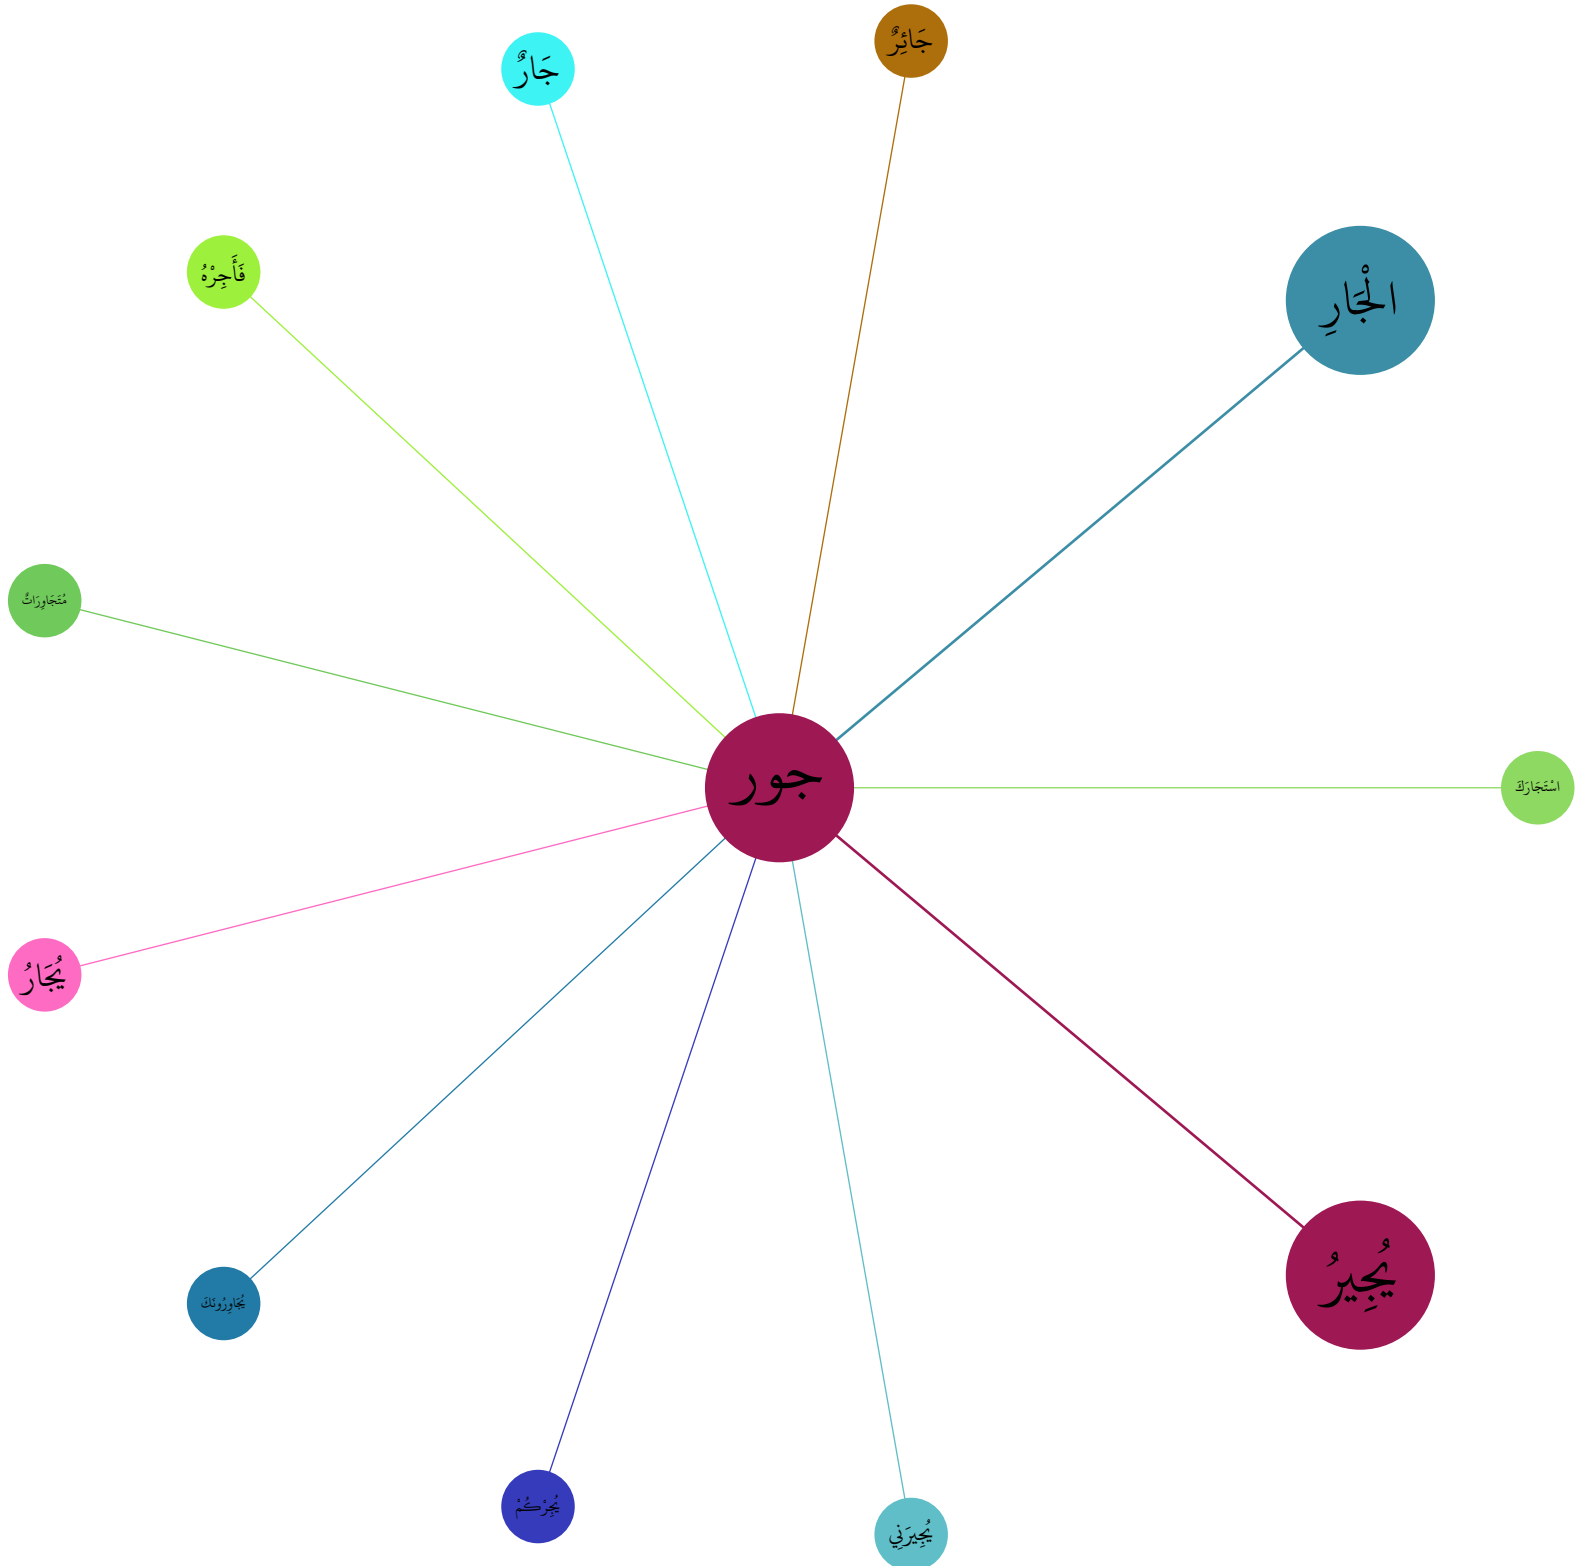 جَائِرٌ
جَارٌ
الْجَارِ
فَأَجِرْهُ
مُتَجَاوِرَاتٌ
جور
اسْتَجَارَكَ
يُجَارُ
يُجِيرُ
يُجَاوِرُونَكَ
يُجِرْكُمْ
يُجِيرَنِي